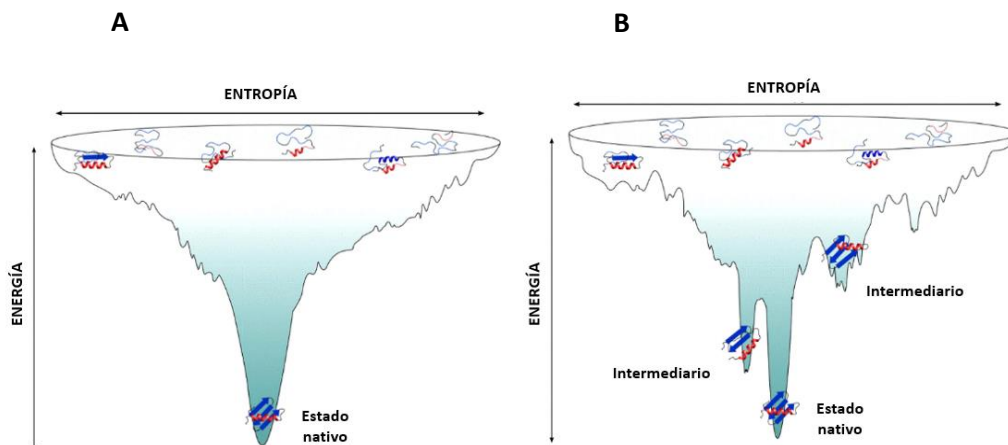 A
ENTROPÍA
ENERGÍA
Estado
nativo
B
ENTROPÍA
ENERGÍA
Intermediario
Intermediario
Estado
nativo